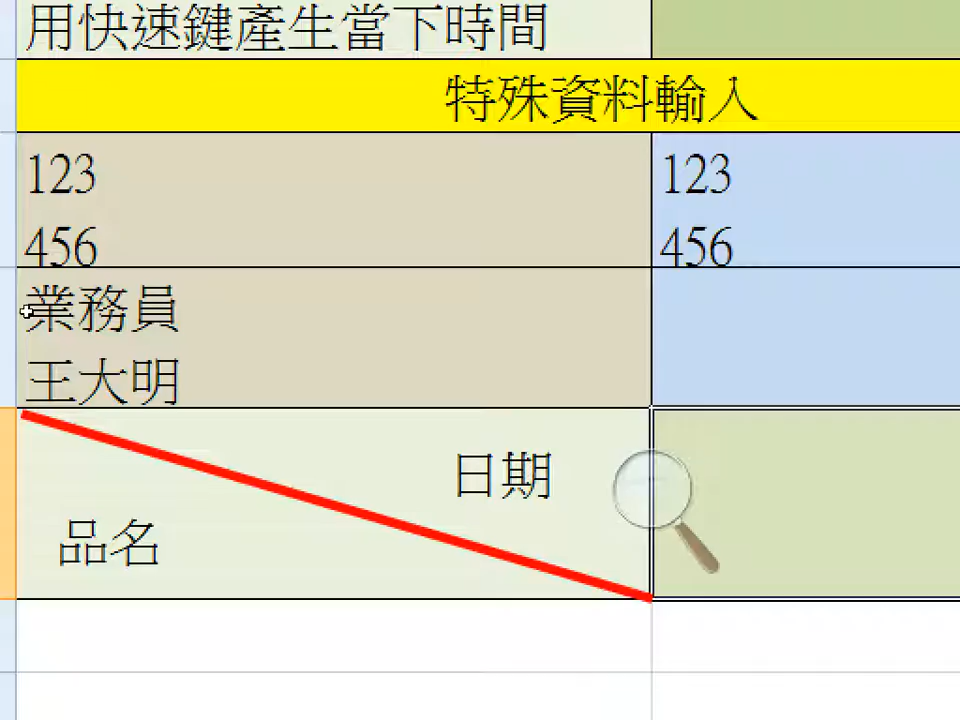 用快速鍵產生當下時間
特殊資料輸入
123
456
123
456
業務員
王大明
日期
品名